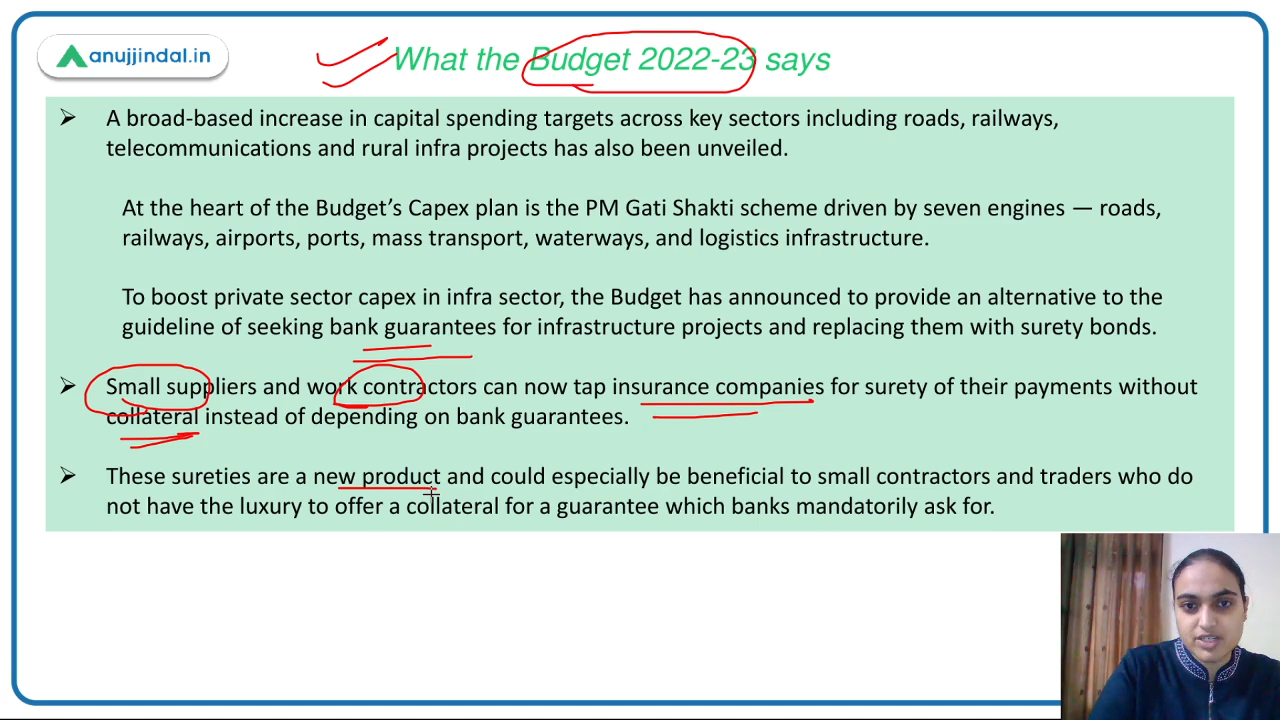 anujjindal.in
What the Budget 2022-23 says
➢ A broad-based increase in capital spending targets across key sectors including roads, railways,
telecommunications and rural infra projects has also been unveiled.
At the heart of the Budget's Capex plan is the PM Gati Shakti scheme driven by seven engines — roads,
railways, airports, ports, mass transport, waterways, and logistics infrastructure.
To boost private sector capex in infra sector, the Budget has announced to provide an alternative to the
guideline of seeking bank guarantees for infrastructure projects and replacing them with surety bonds.
➢ Small suppliers and work contractors can now tap insurance companies for surety of their payments without
collateral instead of depending on bank guarantees.
➢ These sureties are a new product and could especially be beneficial to small contractors and traders who do
not have the luxury to offer a collateral for a guarantee which banks mandatorily ask for.